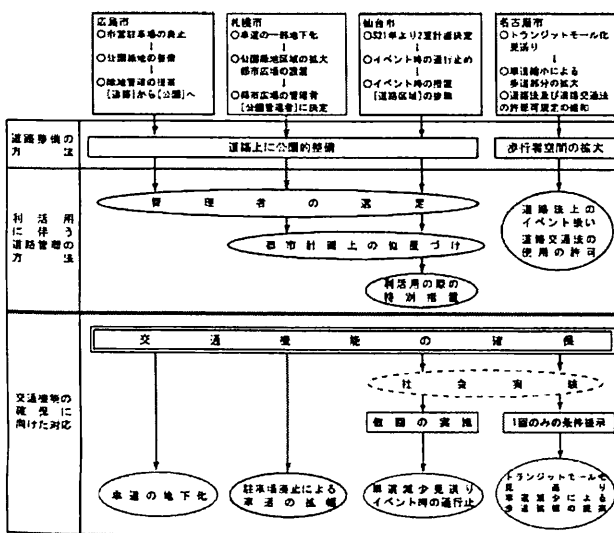 広島市
○市営駐車場の廃止
○公園緑地の整備
○緑地管理の提案
[道路]から[公園]へ
札幌市
○車道の一部地下化
○公園緑地区域の拡大
都市広場の設置
○都市広場の管理者
[公園管理者]に決定
仙台市
○S21年より2重計画決定
○イベント時の通行止め
○イベント時の措置
[道路区域]の
名古屋市
○トランジットモール化
見送り
○車道縮小による
歩道部分の拡大
○道路法及び道路交通法
の許認可規定の緩和
道路整備の
方法
道路上に公園的整備
歩行者空間の拡大
利活用
に伴う
道路管理の
方法
管理者の選定
都市計画上の位置づけ
利活用の際の
特別措置
道路法上の
イベント扱い
道路交通法の
使用の許可
交通機能の
確保に
向けた対応
交通機能の確保
社会実験
数回の実施
1回のみの条件提示
車道の地下化
駐車場廃止による
車道の拡幅
車道減少見送り
イベント時の通行止
トランジットモール
見送り
車道減少による
歩道拡幅の提案